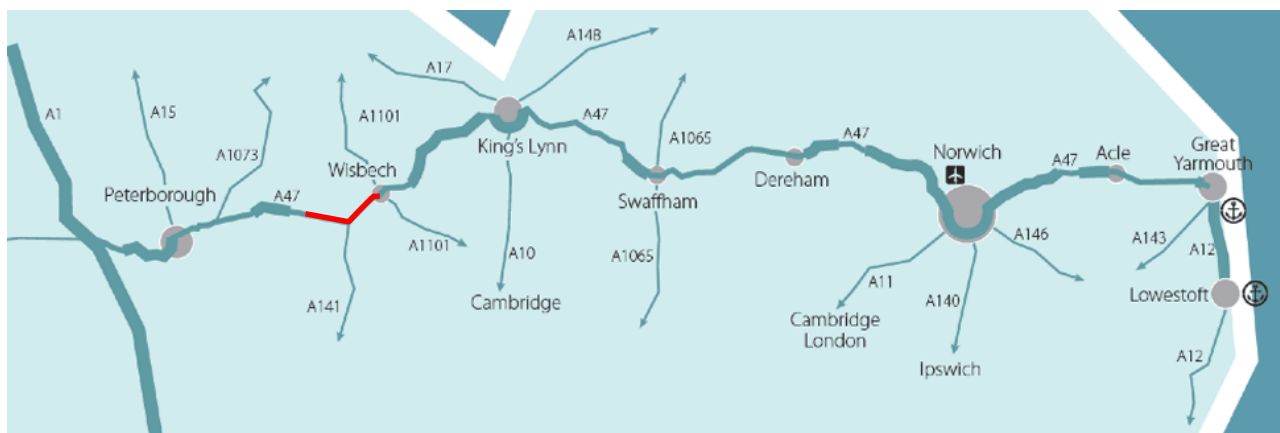 A148
A17
A1
A15
A1101
A47
A1073
King's Lynn
A1065
A47
Great
Yarmouth
Wisbech
Norwich
A47
Acle
Peterborough
A47
Dereham
Swaffham
A1101
A10
A1065
A146
A143
A12
A11
A141
Cambridge
A140
Lowestoft
Cambridge
London
Ipswich
A12